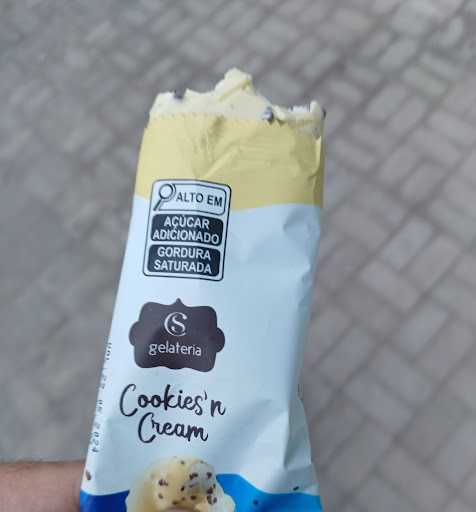 ALTO EM
AÇÚCAR
ADICIONADO
GORDURA
SATURADA
CS
gelateria
Cookies'n
Cream